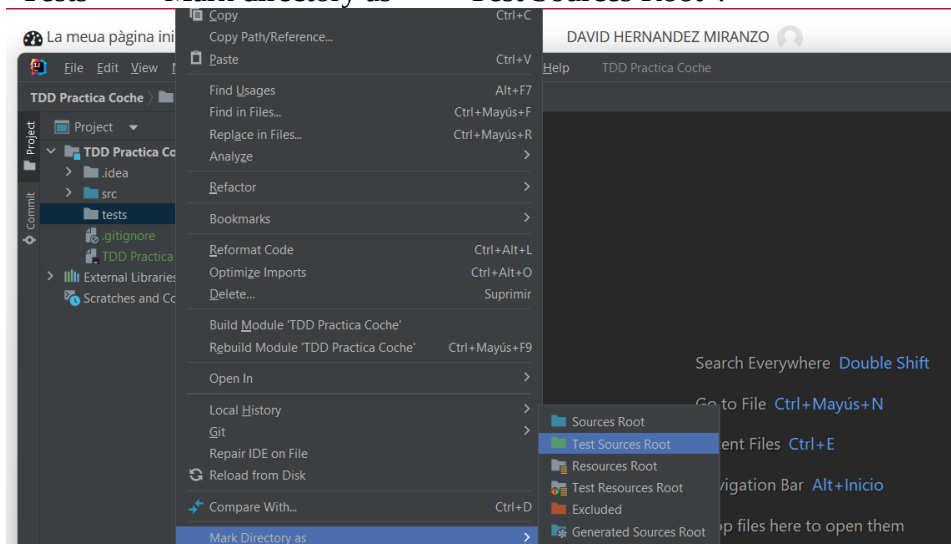 La meua pàgina ini
DAVID HERNANDEZ MIRANZO
File Edit View
Help TDD Practica Coche
TDD Practica Coche
Project
Project
Commit
TDD Practica Co
.idea
src
tests
.gitignore
TDD Practica
External Libraries
Scratches and Co
Copy Ctrl+C
Copy Path/Reference...
Paste Ctrl+V
Find Usages Alt+F7
Find in Files... Ctrl+Mayús+F
Replace in Files... Ctrl+Mayús+R
Analyze
Refactor
Bookmarks
Reformat Code Ctrl+Alt+L
Optimize Imports Ctrl+Alt+O
Delete... Suprimir
Build Module 'TDD Practica Coche'
Rebuild Module 'TDD Practica Coche' Ctrl+Mayús+F9
Open In
Local History
Git
Repair IDE on File
Reload from Disk
Compare With... Ctrl+D
Mark Directory as
Sources Root
Test Sources Root
Resources Root
Test Resources Root
Excluded
Generated Sources Root
Search Everywhere Double Shift
Go to File Ctrl+Mayús+N
ent Files Ctrl+E
vigation Bar Alt+Inicio
op files here to open them